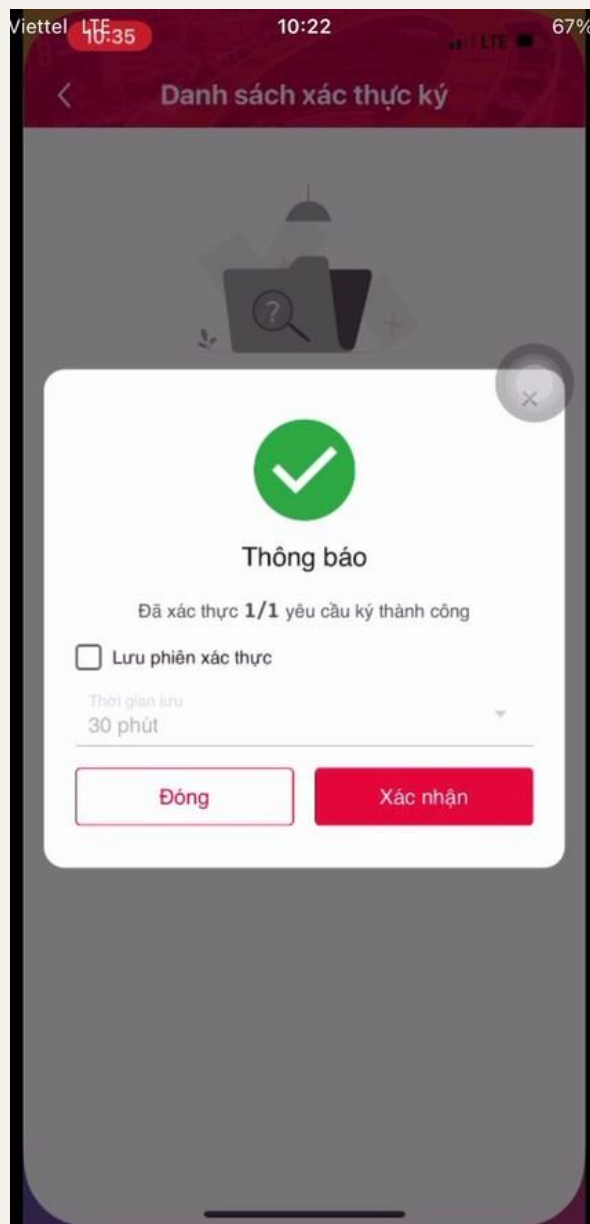 Viettel LTE 10:22 67%
10:35 LTE
Danh sách xác thực ký
?
×
Thông báo
Đã xác thực 1/1 yêu cầu ký thành công
Lưu phiên xác thực
Thời gian lưu
30 phút
Đóng Xác nhận